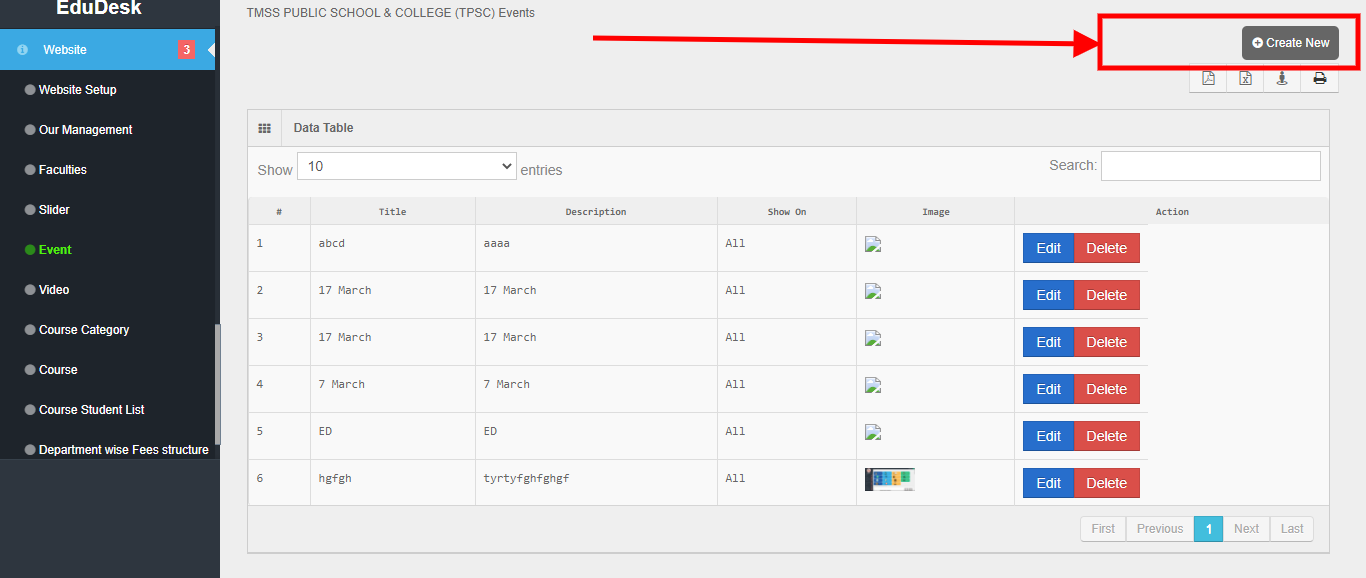 EduDesk
TMSS PUBLIC SCHOOL & COLLEGE (TPSC) Events
Website 3
Create New
Website Setup
Our Management
Faculties
Slider
Event
Video
Course Category
Course
Course Student List
Department wise Fees structure
Data Table
Show 10 entries
Search:
# Title Description Show On Image Action
1 abcd aaaa All Edit Delete
2 17 March 17 March All Edit Delete
3 17 March 17 March All Edit Delete
4 7 March 7 March All Edit Delete
5 ED ED All Edit Delete
6 hgfgh tyrtyfghfghgf All Edit Delete
First Previous 1 Next Last